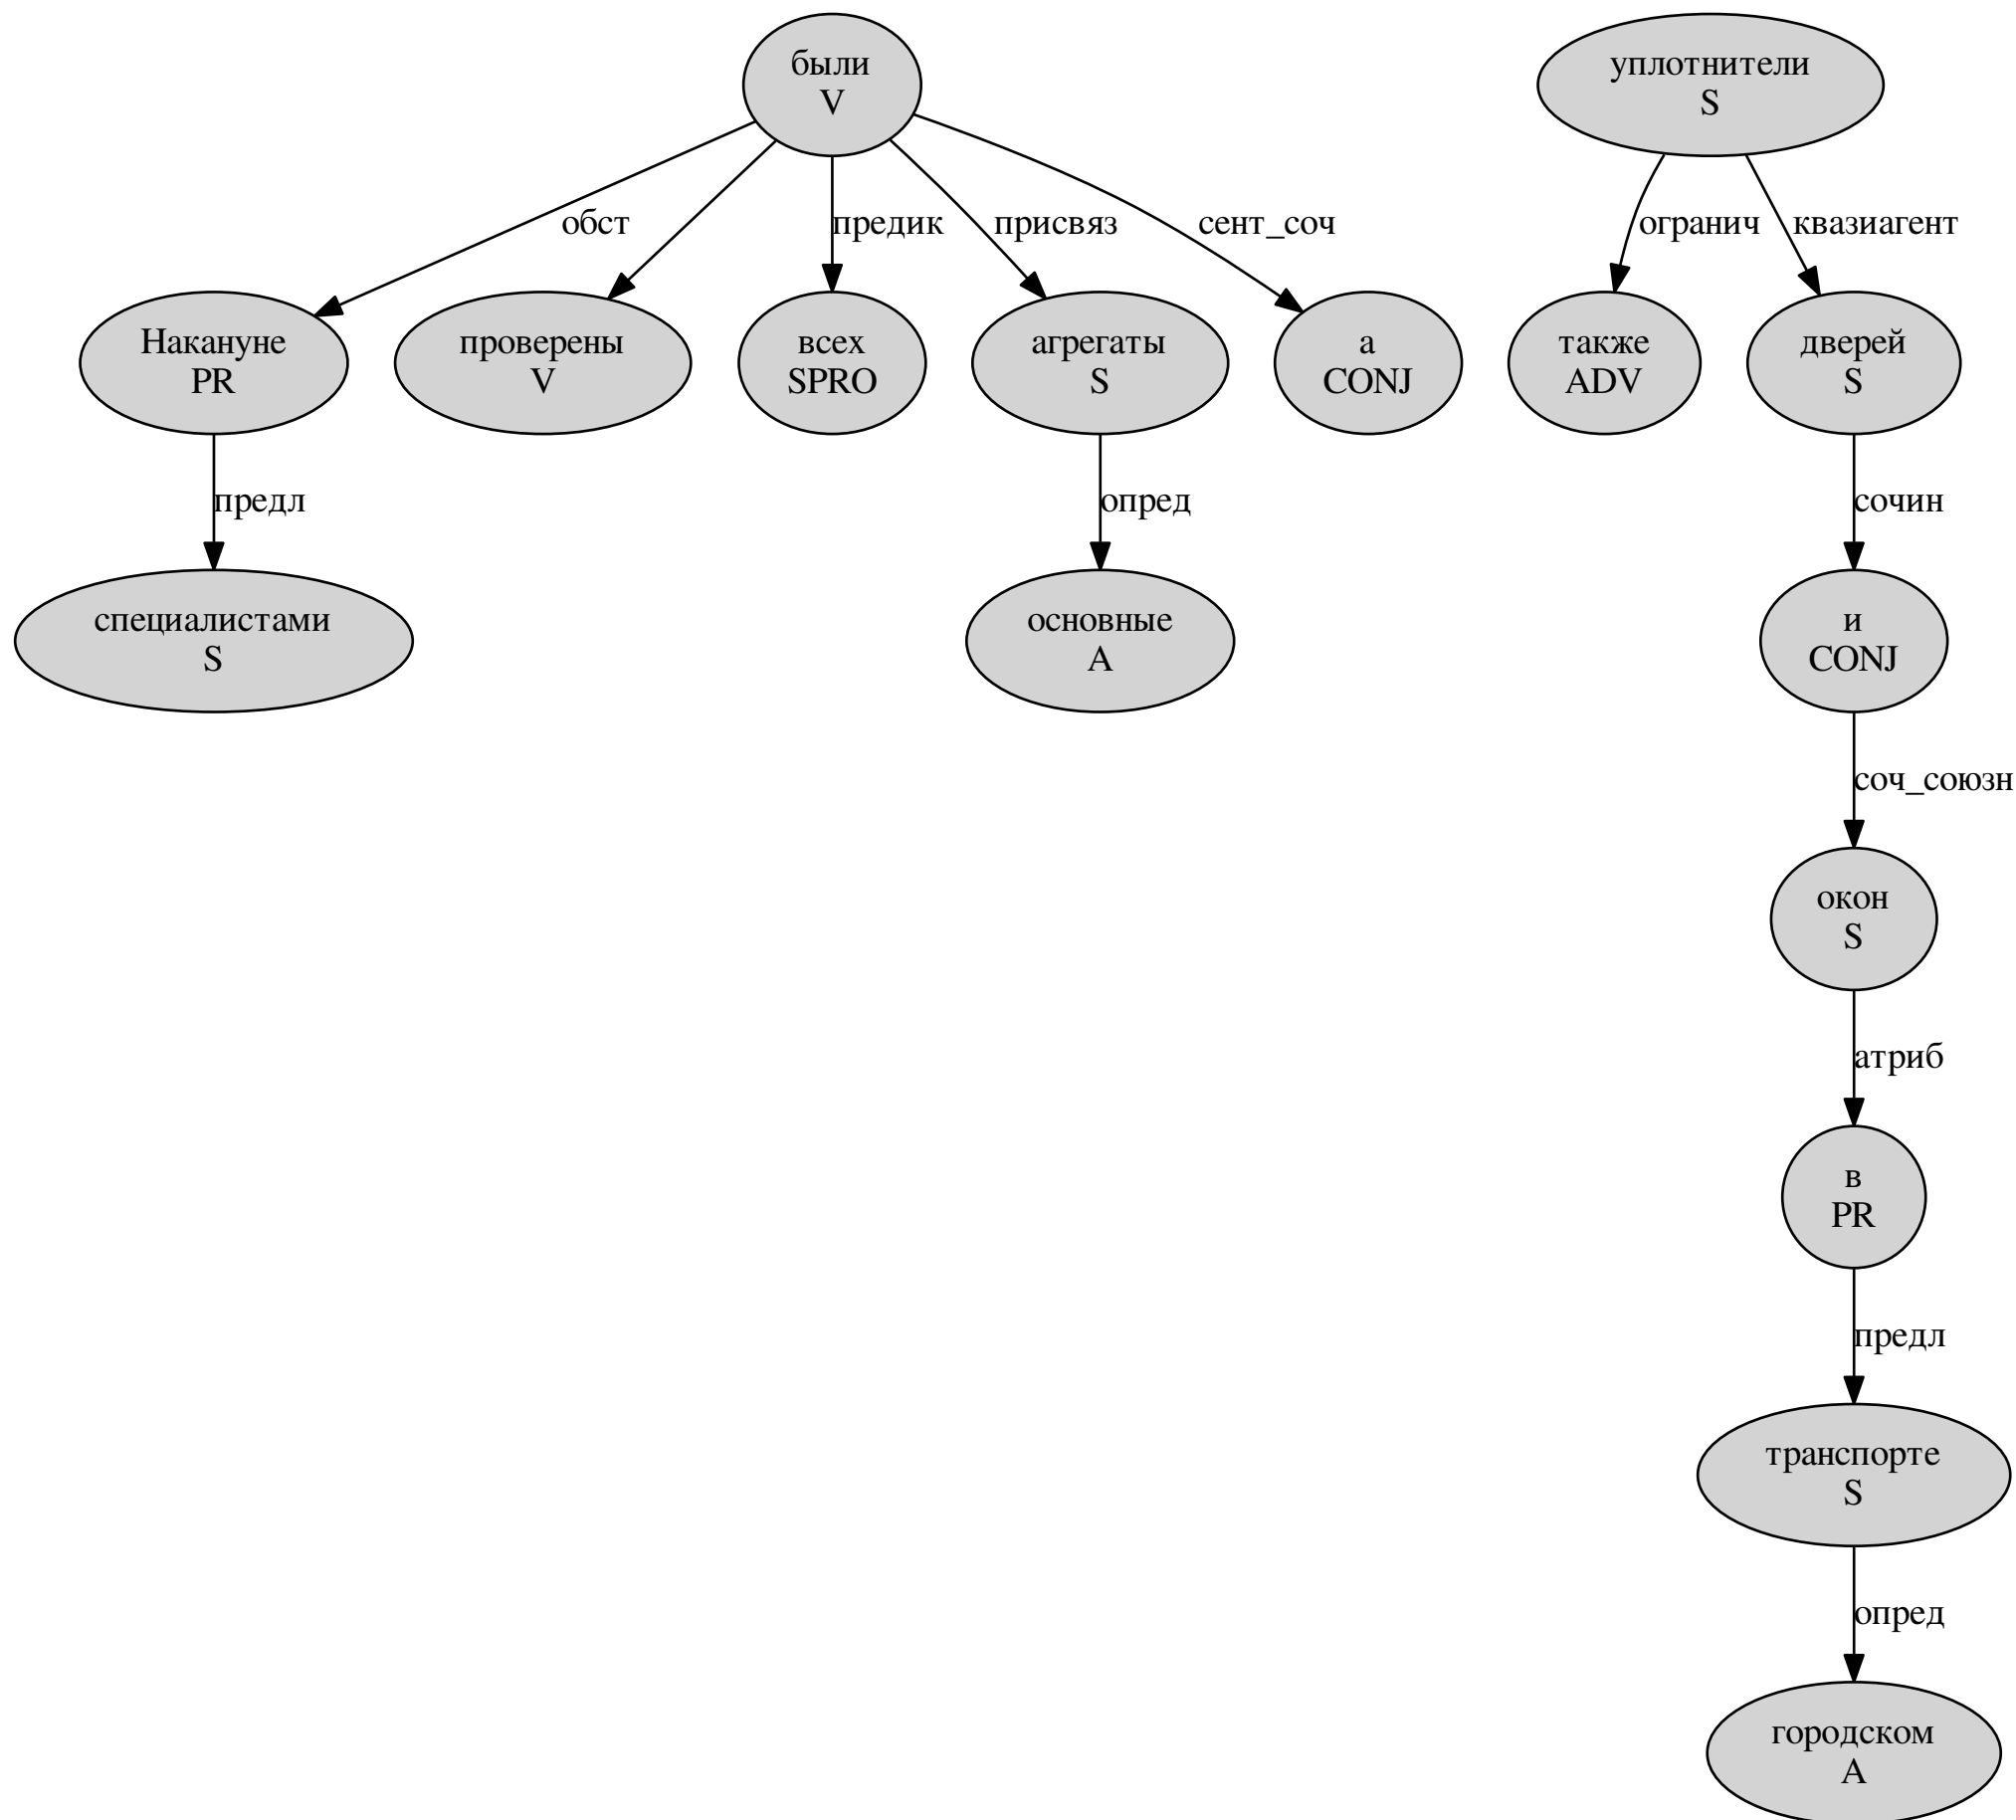 были
V
уплотнители
S
обст
предик
присвяз
сент_соч
огранич
квазиагент
Накануне
PR
проверены
V
всех
SPRO
агрегаты
S
а
CONJ
также
ADV
дверей
S
предл
опред
сочин
специалистами
S
основные
A
и
CONJ
соч_союзн
окон
S
атриб
в
PR
предл
транспорте
S
опред
городском
A